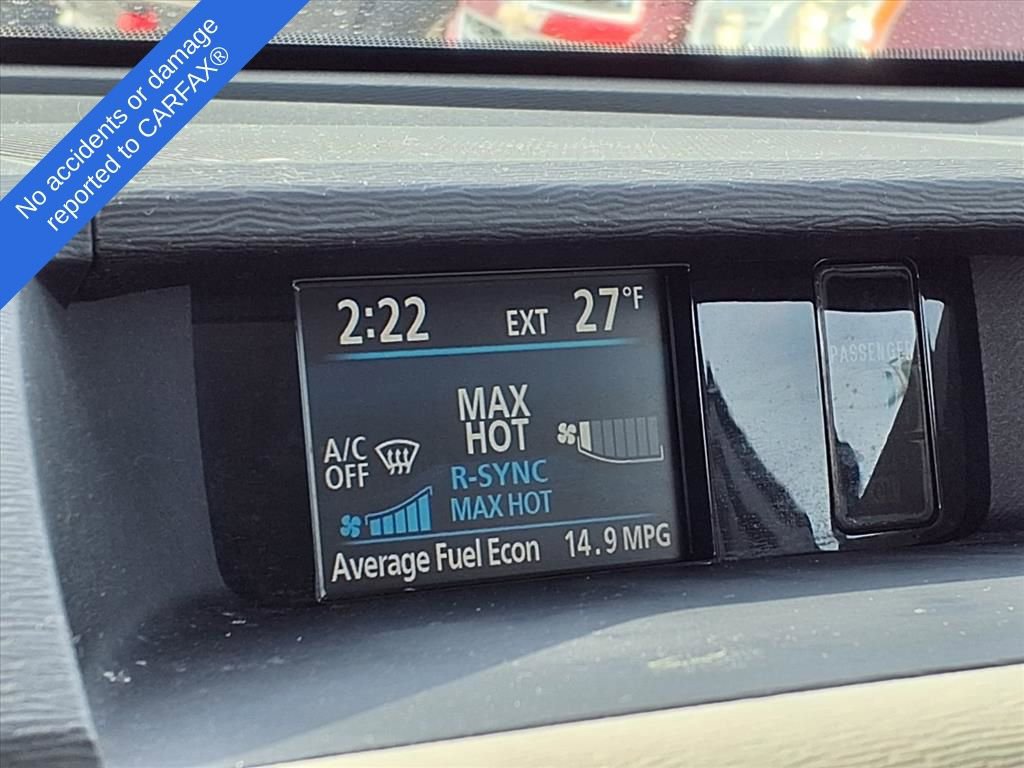 No accidents or damage
reported to CARFAX®
2:22 EXT 27°F
MAX
HOT
A/C
OFF
R-SYNC
MAX HOT
Average Fuel Econ 14.9 MPG
PASSENGER